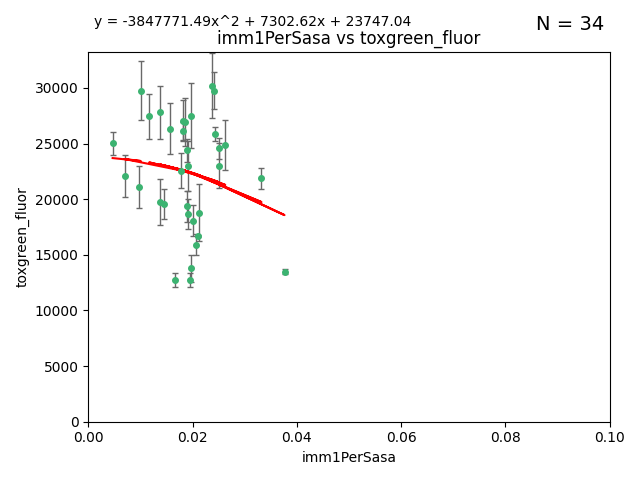 y = -3847771.49x^2 + 7302.62x + 23747.04
N = 34
imm1PerSasa vs toxgreen_fluor
30000
25000
20000
15000
10000
5000
0
toxgreen_fluor
0.00 0.02 0.04 0.06 0.08 0.10
imm1PerSasa